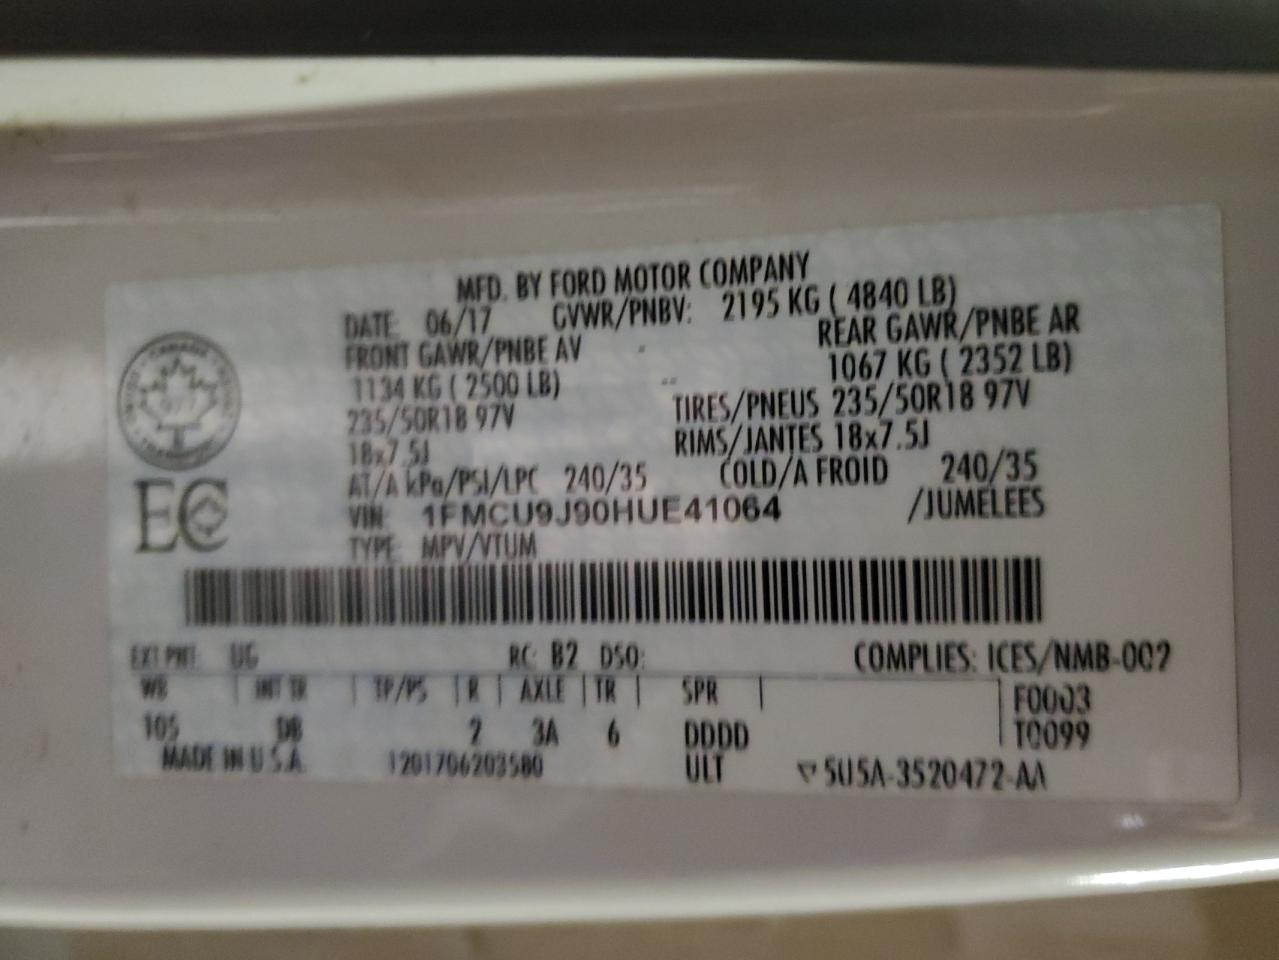 MFD. BY FORD MOTOR COMPANY
DATE: 06/17 GVWR/PNBV: 2195 KG ( 4840 LB)
FRONT GAWR/PNBE AV REAR GAWR/PNBE AR
1134 KG ( 2500 LB) 1067 KG ( 2352 LB)
235/50R18 97V TIRES/PNEUS 235/50R18 97V
18x7.5J RIMS/JANTES 18x7.5J
AT/A kPa/PSI/LPC 240/35 COLD/A FROID 240/35
VIN: 1FMCU9J90HUE41064 /JUMELEES
TYPE: MPV/VTUM
EC
EXT PNT: UG RC: B2 DSO: COMPLIES: ICES/NMB-002
WB | INT TR | TP/PS | R | AXLE | TR | SPR | F0003
105 DB 2 3A 6 DDDD T0099
MADE IN U.S.A. 1201706203580 ULT ▽5U5A-3520472-AA